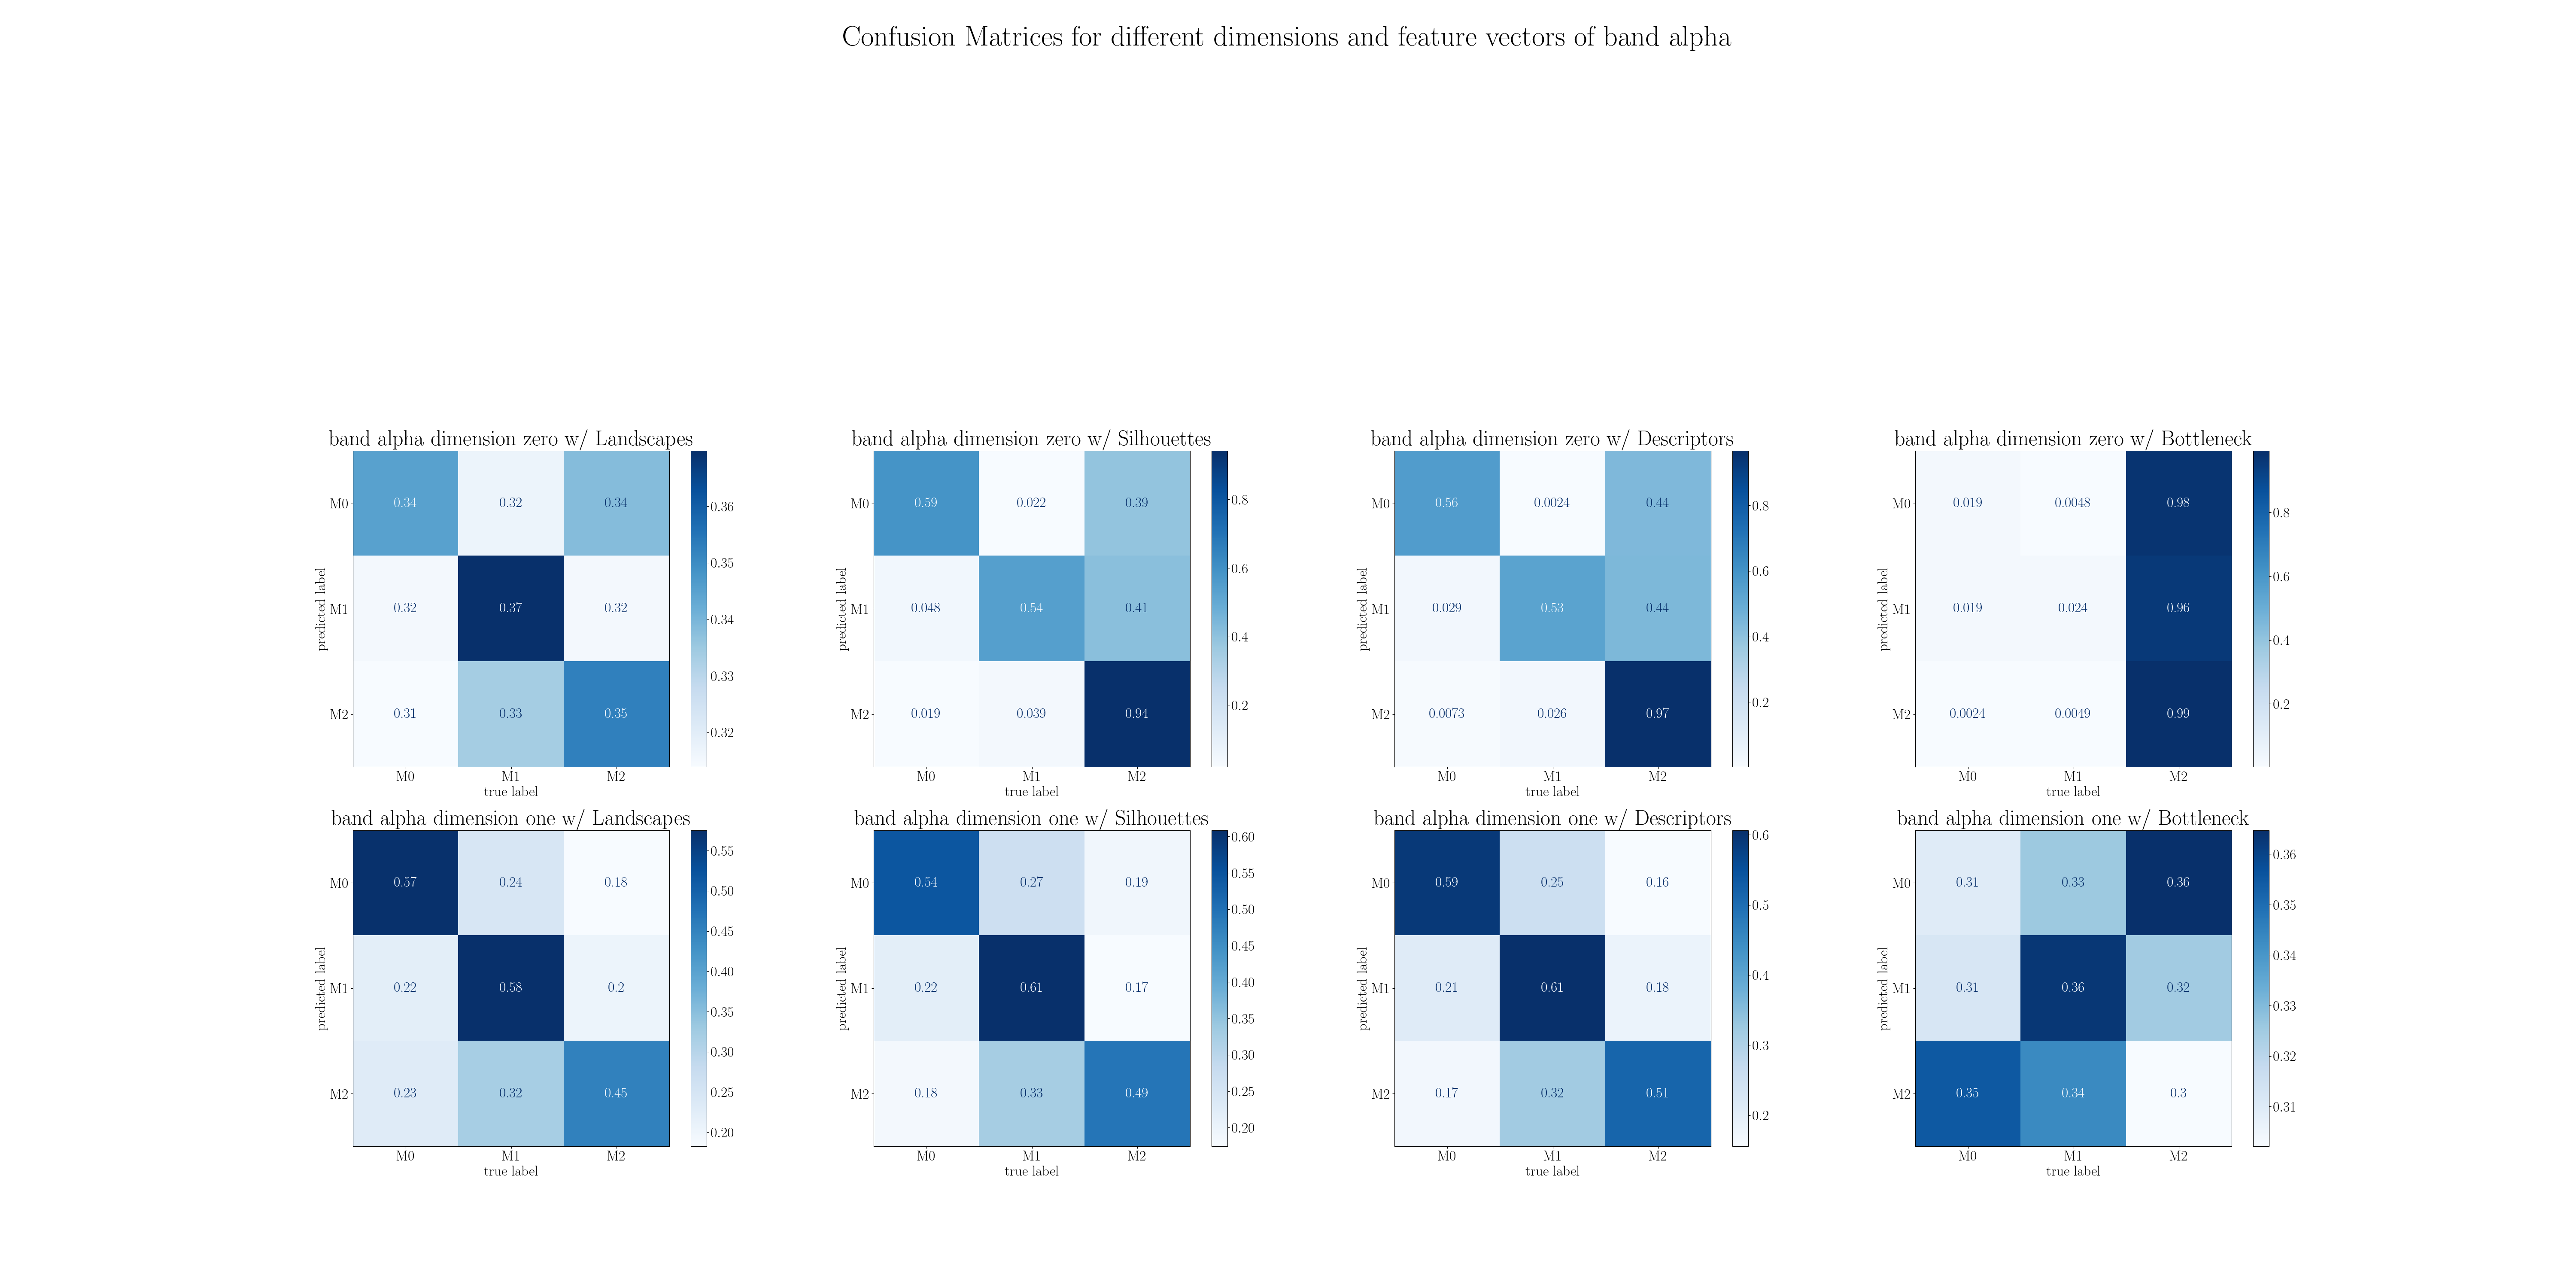 Confusion Matrices for different dimensions and feature vectors of band alpha
band alpha dimension zero w/ Landscapes
predicted label
M0 0.34 0.32 0.34
M1 0.32 0.37 0.32
M2 0.31 0.33 0.35
M0 M1 M2
true label
0.36
0.35
0.34
0.33
0.32
band alpha dimension zero w/ Silhouettes
predicted label
M0 0.59 0.022 0.39
M1 0.048 0.54 0.41
M2 0.019 0.039 0.94
M0 M1 M2
true label
0.8
0.6
0.4
0.2
band alpha dimension zero w/ Descriptors
predicted label
M0 0.56 0.0024 0.44
M1 0.029 0.53 0.44
M2 0.0073 0.026 0.97
M0 M1 M2
true label
0.8
0.6
0.4
0.2
band alpha dimension zero w/ Bottleneck
predicted label
M0 0.019 0.0048 0.98
M1 0.019 0.024 0.96
M2 0.0024 0.0049 0.99
M0 M1 M2
true label
0.8
0.6
0.4
0.2
band alpha dimension one w/ Landscapes
predicted label
M0 0.57 0.24 0.18
M1 0.22 0.58 0.2
M2 0.23 0.32 0.45
M0 M1 M2
true label
0.55
0.50
0.45
0.40
0.35
0.30
0.25
0.20
band alpha dimension one w/ Silhouettes
predicted label
M0 0.54 0.27 0.19
M1 0.22 0.61 0.17
M2 0.18 0.33 0.49
M0 M1 M2
true label
0.60
0.55
0.50
0.45
0.40
0.35
0.30
0.25
0.20
band alpha dimension one w/ Descriptors
predicted label
M0 0.59 0.25 0.16
M1 0.21 0.61 0.18
M2 0.17 0.32 0.51
M0 M1 M2
true label
0.6
0.5
0.4
0.3
0.2
band alpha dimension one w/ Bottleneck
predicted label
M0 0.31 0.33 0.36
M1 0.31 0.36 0.32
M2 0.35 0.34 0.3
M0 M1 M2
true label
0.36
0.35
0.34
0.33
0.32
0.31